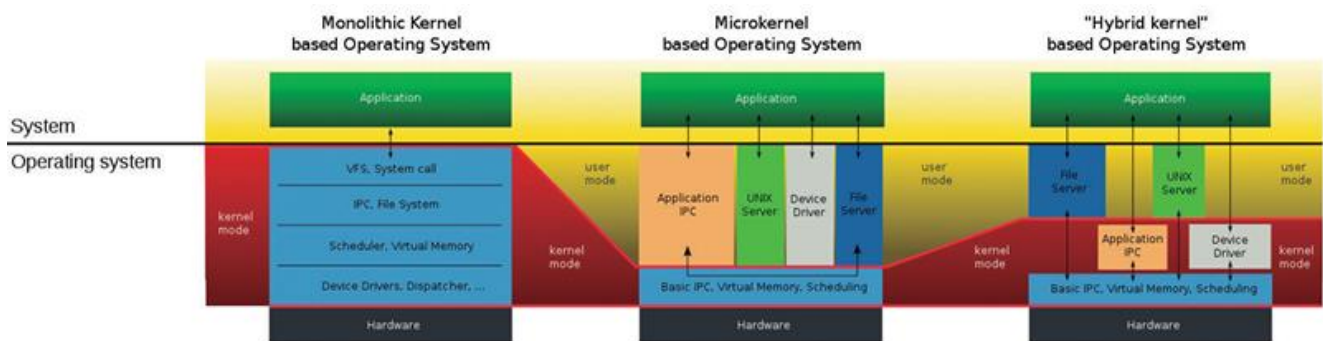 Monolithic Kernel
based Operating System
Microkernel
based Operating System
"Hybrid kernel"
based Operating System
Application
Application
Application
System
Operating system
VFS, System call
IPC, File System
Scheduler, Virtual Memory
Device Drivers, Dispatcher, ...
Hardware
kernel
mode
user
mode
kernel
mode
Application
IPC
UNIX
Server
Device
Driver
File
Server
Basic IPC, Virtual Memory, Scheduling
Hardware
user
mode
kernel
mode
File
Server
UNIX
Server
Application
IPC
Device
Driver
Basic IPC, Virtual Memory, Scheduling
Hardware
user
mode
kernel
mode